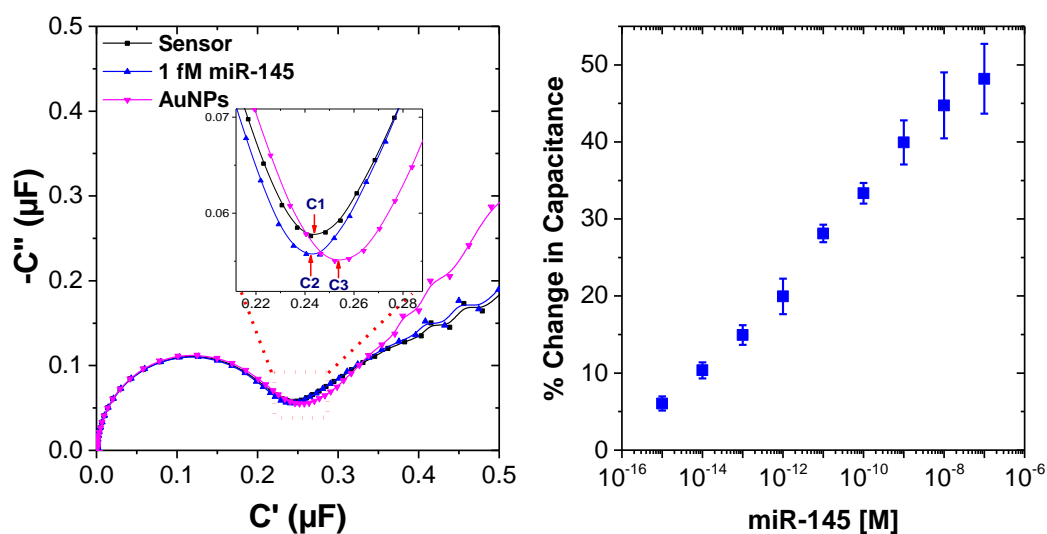 Sensor
1 fM miR-145
AuNPs
-C'' (µF)
0.5
0.4
0.3
0.2
0.1
0.0
0.0 0.1 0.2 0.3 0.4 0.5
C' (µF)
0.07
0.06
C1
C2 C3
0.22 0.24 0.26 0.28
% Change in Capacitance
50
40
30
20
10
0
10⁻¹⁶ 10⁻¹⁴ 10⁻¹² 10⁻¹⁰ 10⁻⁸ 10⁻⁶
miR-145 [M]